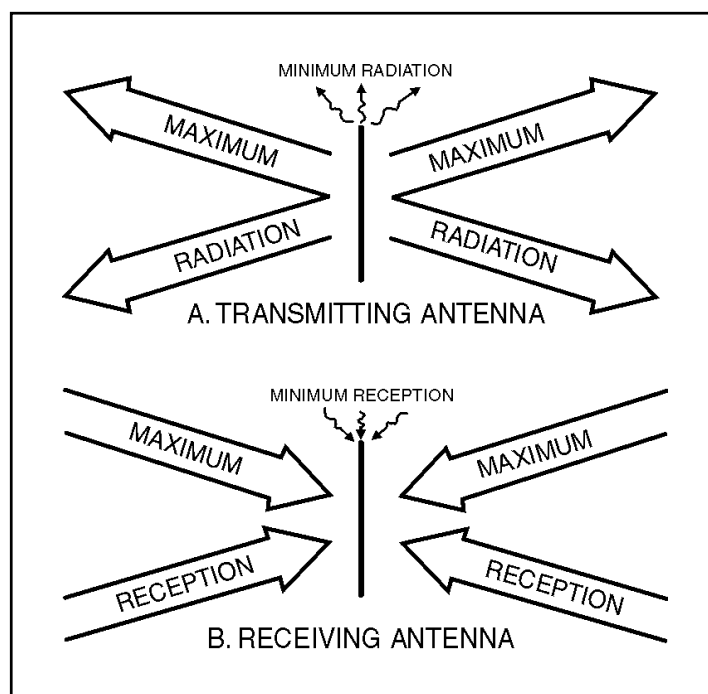 MINIMUM RADIATION
MAXIMUM
MAXIMUM
RADIATION
RADIATION
A. TRANSMITTING ANTENNA
MINIMUM RECEPTION
MAXIMUM
MAXIMUM
RECEPTION
RECEPTION
B. RECEIVING ANTENNA